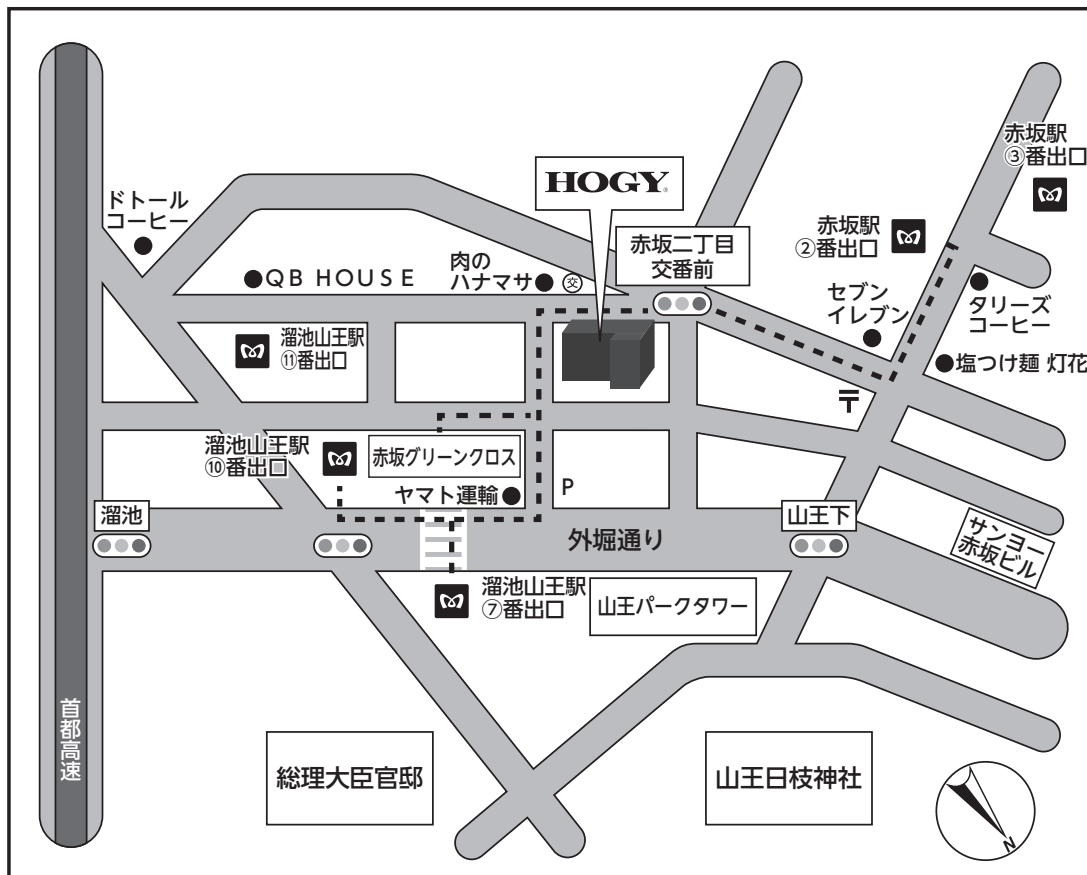 赤坂駅
③番出口
HOGY®
ドトール
コーヒー
赤坂二丁目
交番前
赤坂駅
②番出口
肉の
ハナマサ
交
QB HOUSE
セブン
イレブン
タリーズ
コーヒー
溜池山王駅
⑪番出口
塩つけ麺 灯花
〒
溜池山王駅
⑩番出口
赤坂グリーンクロス
ヤマト運輸
P
溜池
外堀通り
山王下
サンヨー
赤坂ビル
溜池山王駅
⑦番出口
山王パークタワー
首都高速
総理大臣官邸
山王日枝神社
N